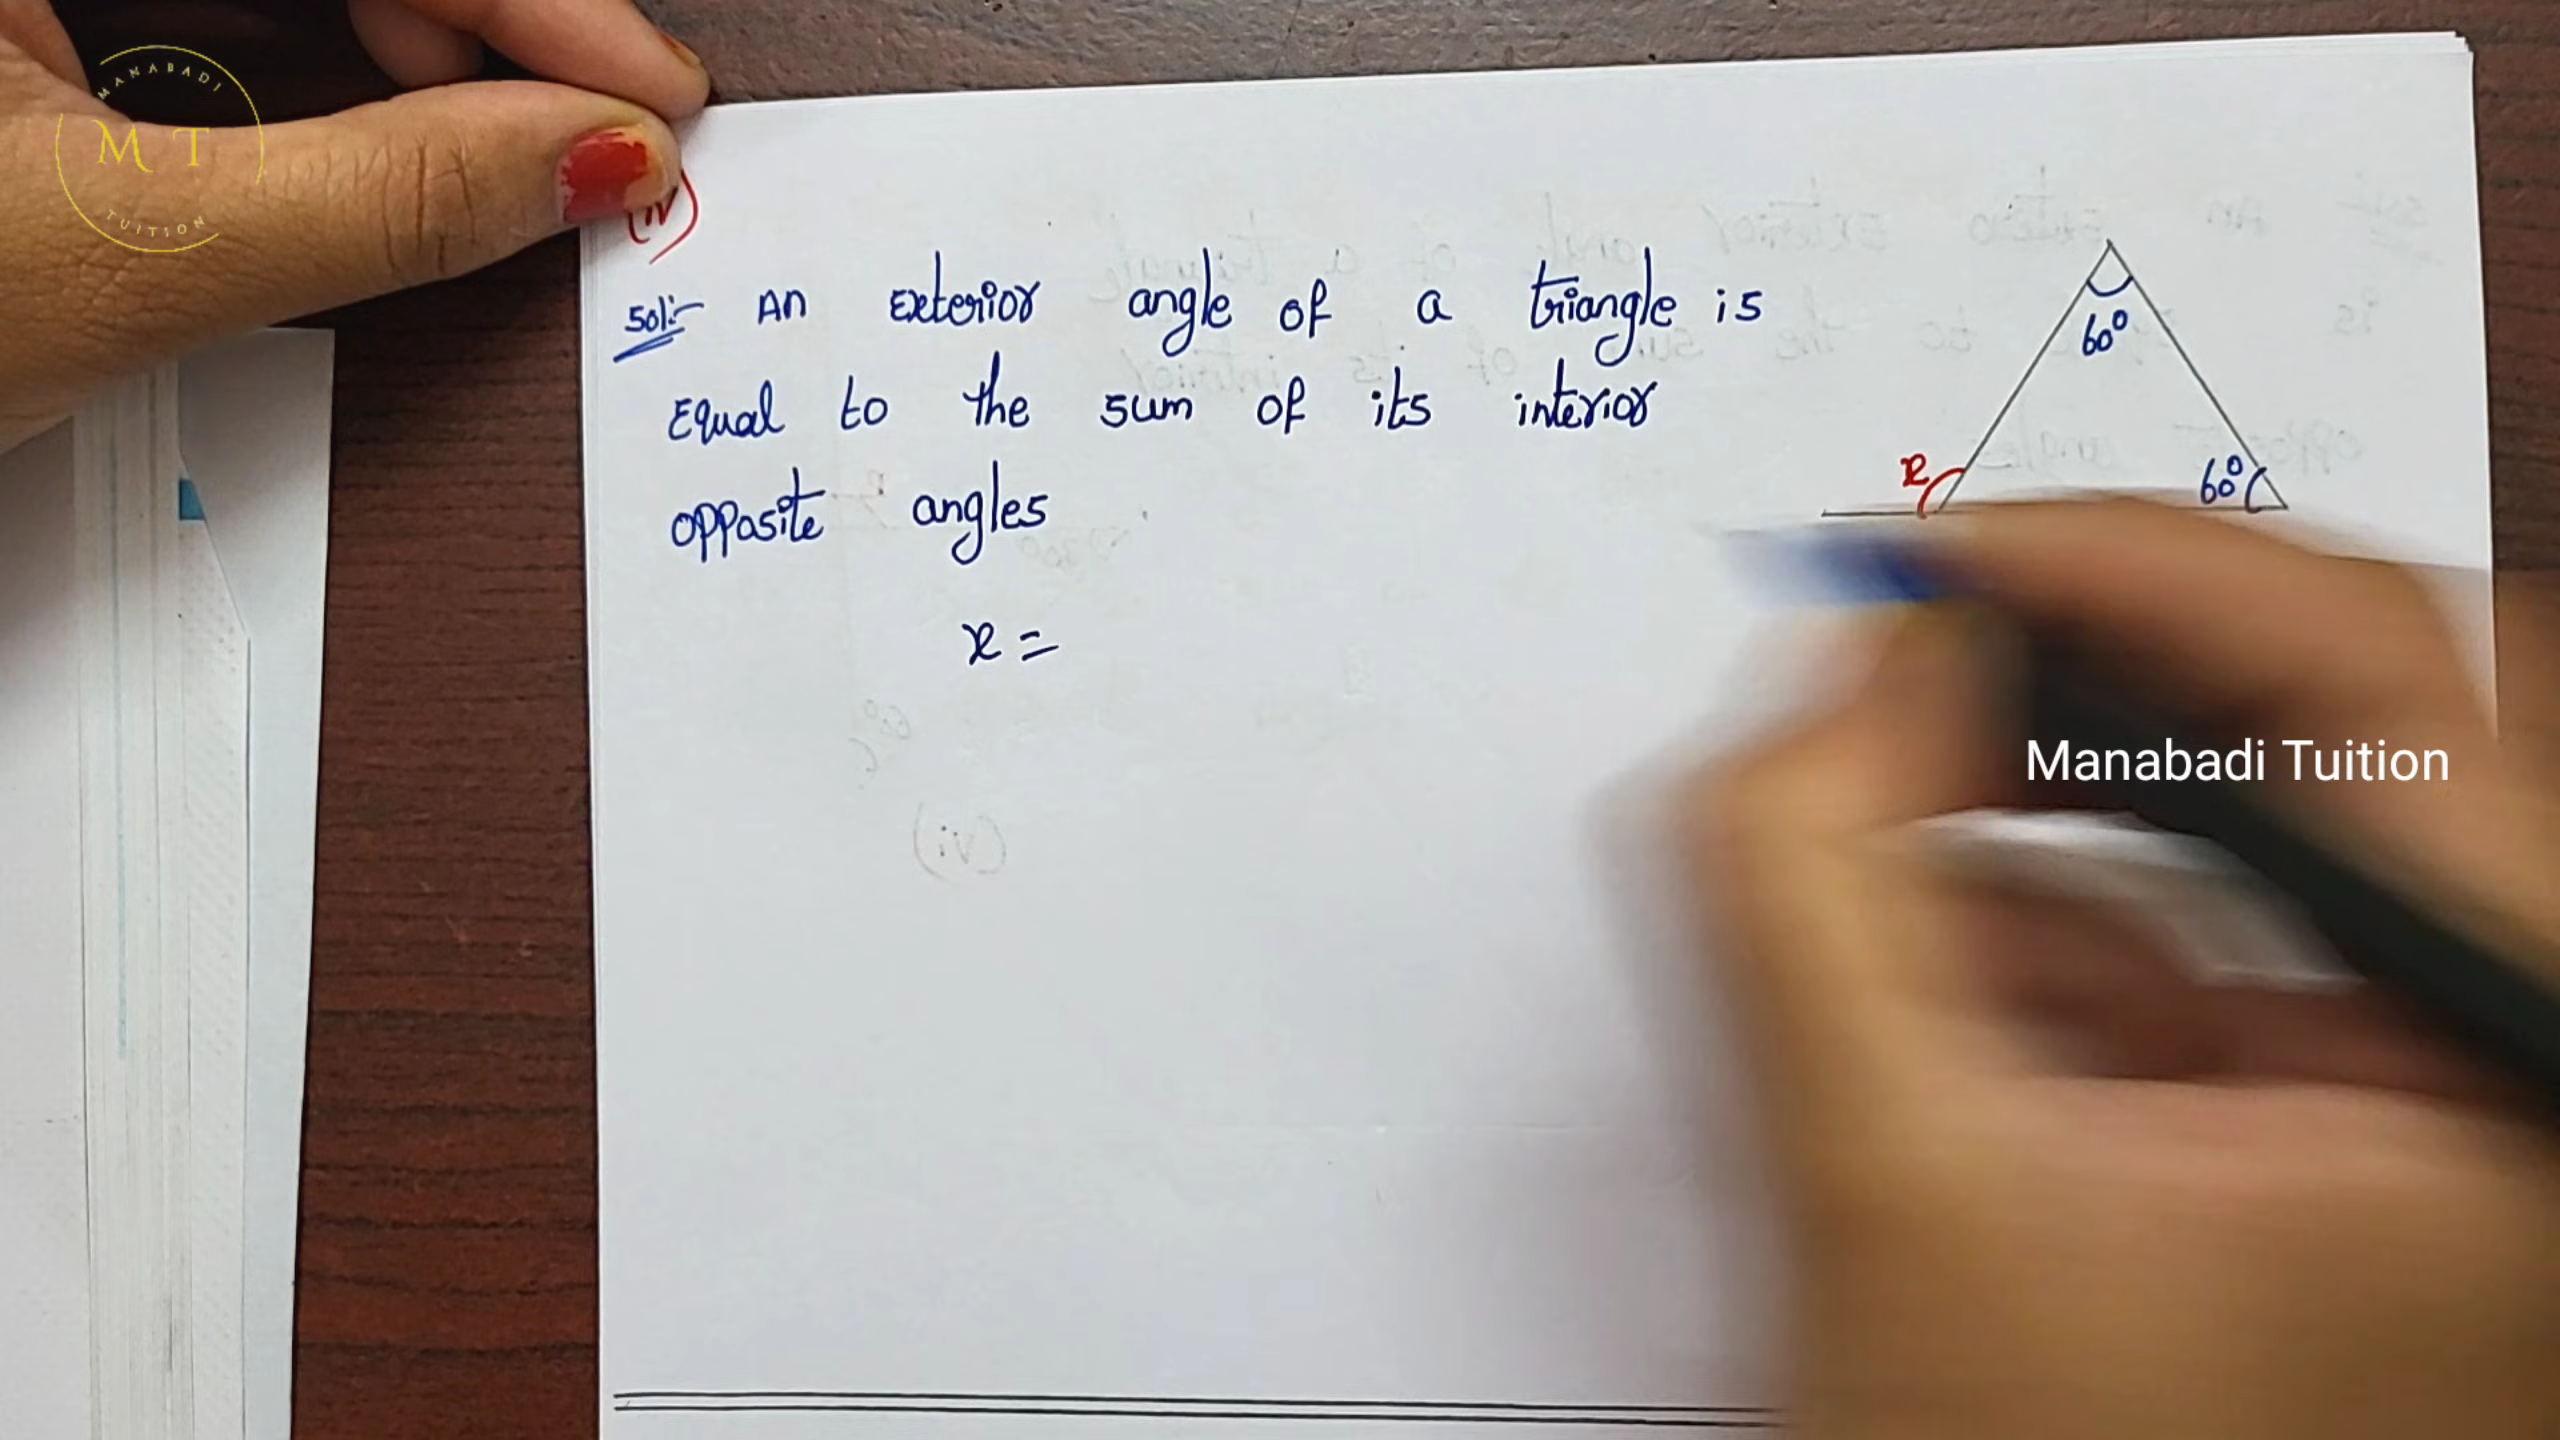 MANABADI
M T
TUITION
(iv)
Sol:- An Exterior angle of a triangle is
Equal to the sum of its interior
opposite angles
x =
60°
x
60°
Manabadi Tuition
(vi)